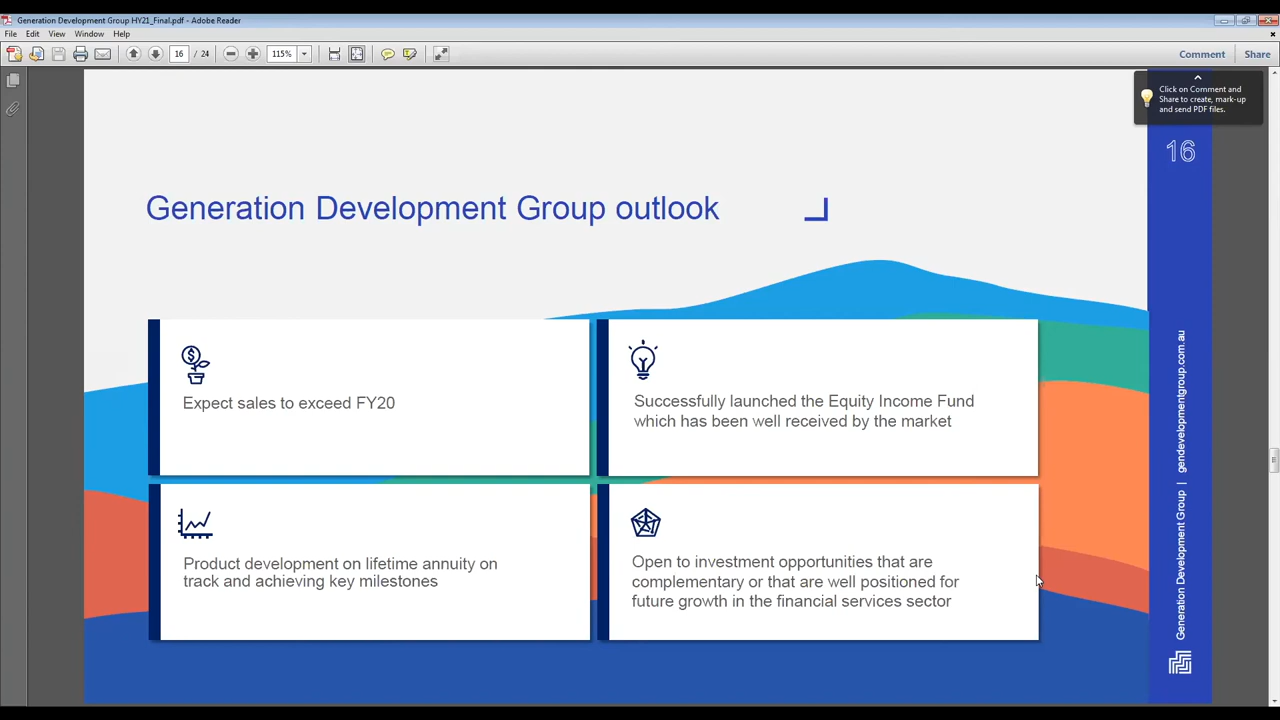 Generation Development Group HY21_Final.pdf - Adobe Reader
File Edit View Window Help
16 / 24 115% Comment Share
Click on Comment and
Share to create, mark-up
and send PDF files.
16
Generation Development Group outlook
Expect sales to exceed FY20
Successfully launched the Equity Income Fund
which has been well received by the market
Product development on lifetime annuity on
track and achieving key milestones
Open to investment opportunities that are
complementary or that are well positioned for
future growth in the financial services sector
Generation Development Group | gendevelopmentgroup.com.au